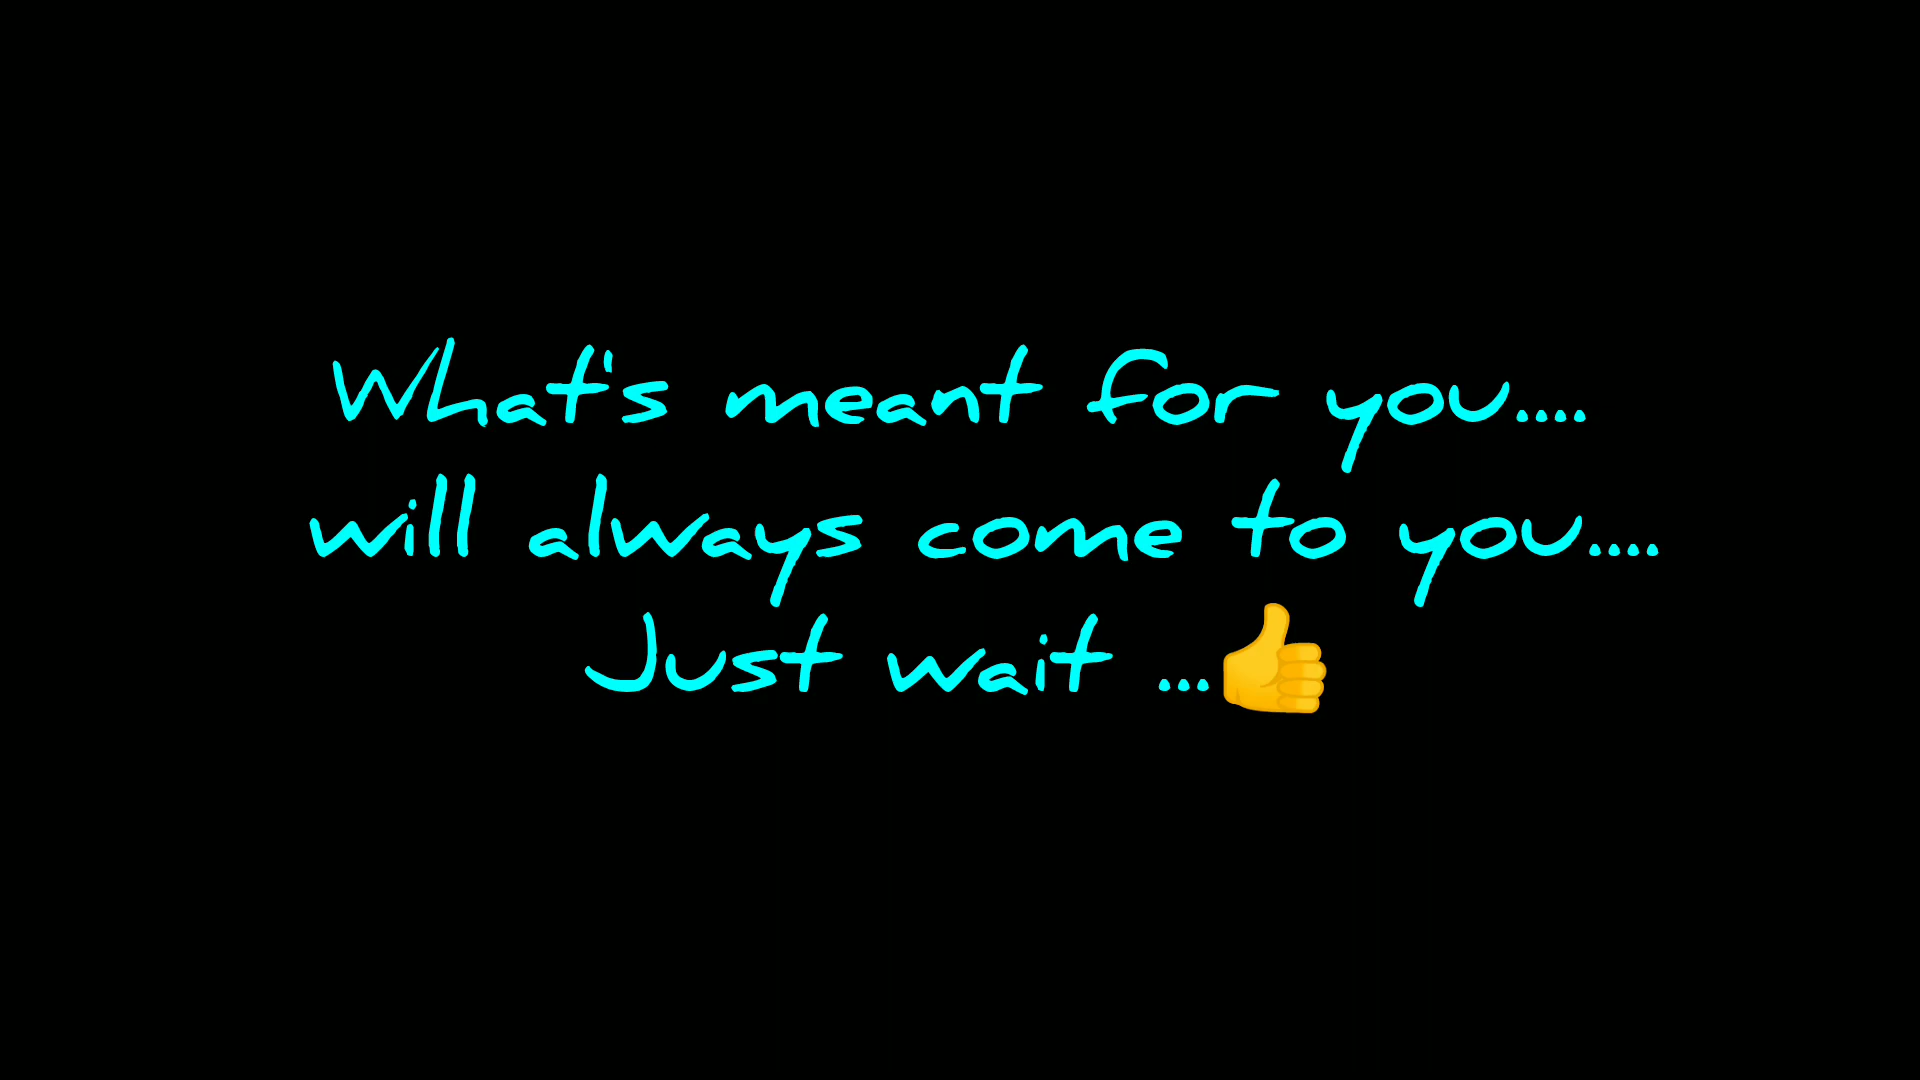 What's meant for you....
will always come to you....
Just wait ...👍